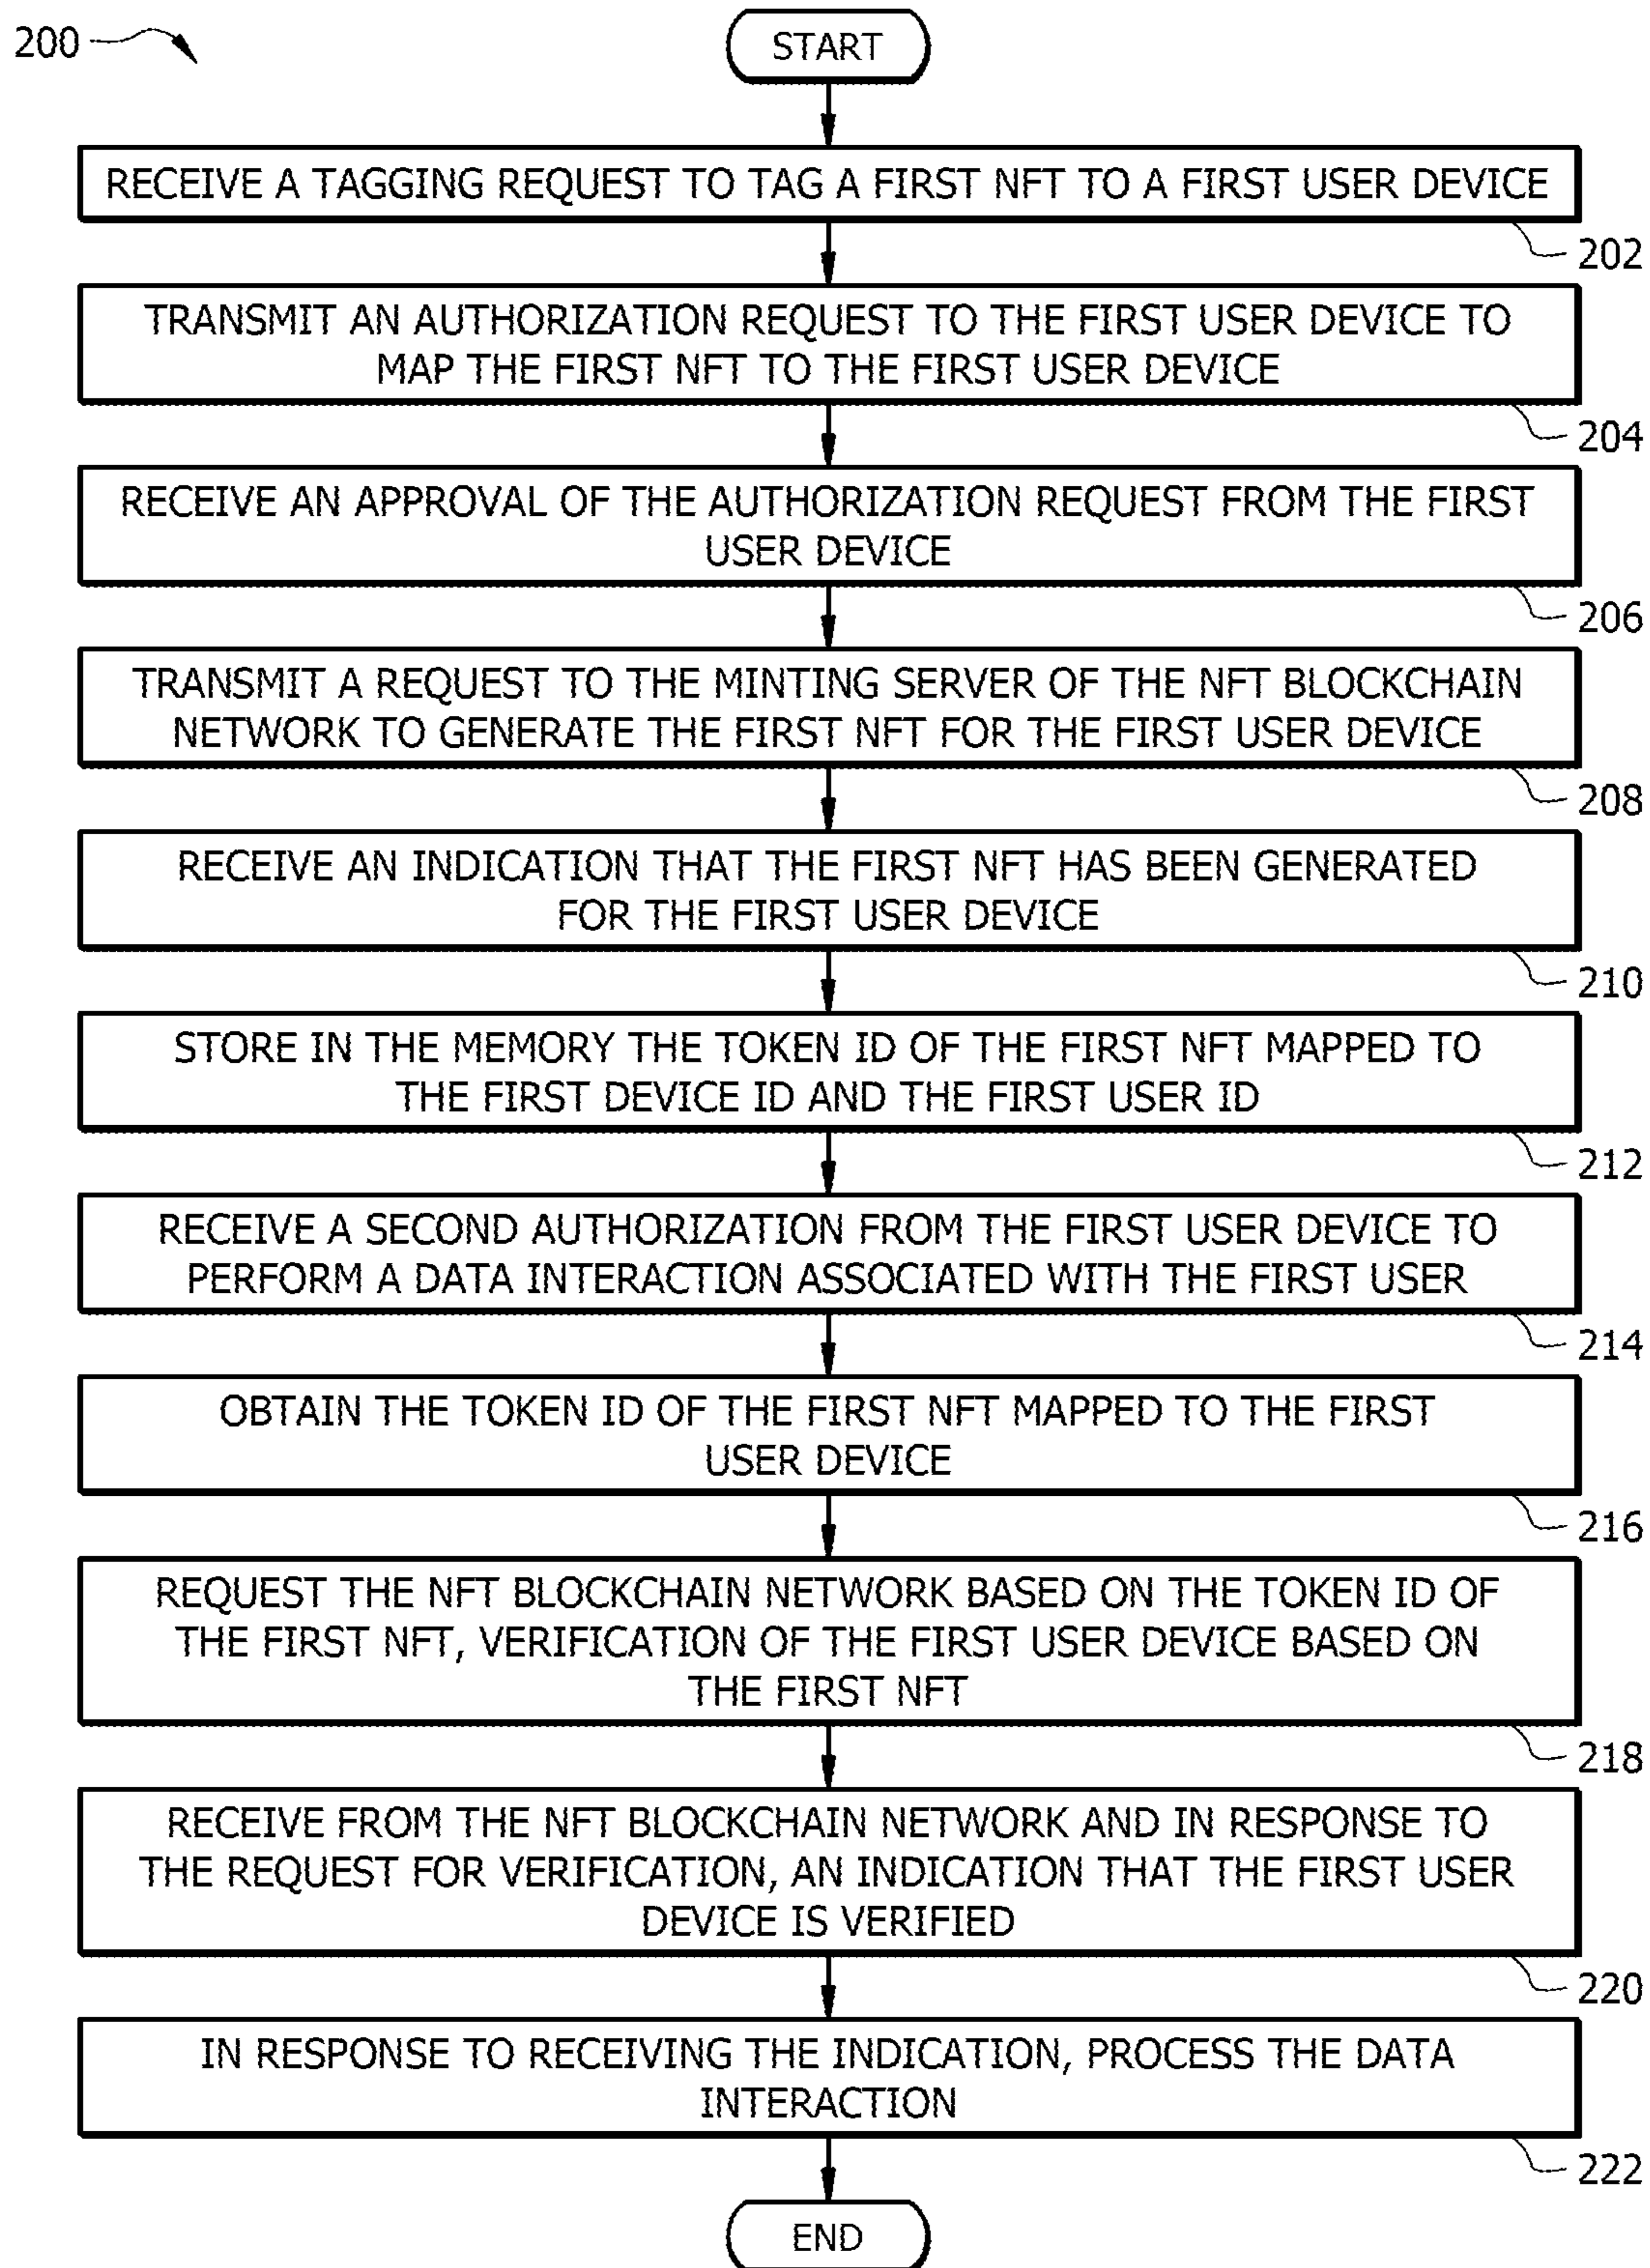 200
START
RECEIVE A TAGGING REQUEST TO TAG A FIRST NFT TO A FIRST USER DEVICE
202
TRANSMIT AN AUTHORIZATION REQUEST TO THE FIRST USER DEVICE TO
MAP THE FIRST NFT TO THE FIRST USER DEVICE
204
RECEIVE AN APPROVAL OF THE AUTHORIZATION REQUEST FROM THE FIRST
USER DEVICE
206
TRANSMIT A REQUEST TO THE MINTING SERVER OF THE NFT BLOCKCHAIN
NETWORK TO GENERATE THE FIRST NFT FOR THE FIRST USER DEVICE
208
RECEIVE AN INDICATION THAT THE FIRST NFT HAS BEEN GENERATED
FOR THE FIRST USER DEVICE
210
STORE IN THE MEMORY THE TOKEN ID OF THE FIRST NFT MAPPED TO
THE FIRST DEVICE ID AND THE FIRST USER ID
212
RECEIVE A SECOND AUTHORIZATION FROM THE FIRST USER DEVICE TO
PERFORM A DATA INTERACTION ASSOCIATED WITH THE FIRST USER
214
OBTAIN THE TOKEN ID OF THE FIRST NFT MAPPED TO THE FIRST
USER DEVICE
216
REQUEST THE NFT BLOCKCHAIN NETWORK BASED ON THE TOKEN ID OF
THE FIRST NFT, VERIFICATION OF THE FIRST USER DEVICE BASED ON
THE FIRST NFT
218
RECEIVE FROM THE NFT BLOCKCHAIN NETWORK AND IN RESPONSE TO
THE REQUEST FOR VERIFICATION, AN INDICATION THAT THE FIRST USER
DEVICE IS VERIFIED
220
IN RESPONSE TO RECEIVING THE INDICATION, PROCESS THE DATA
INTERACTION
222
END